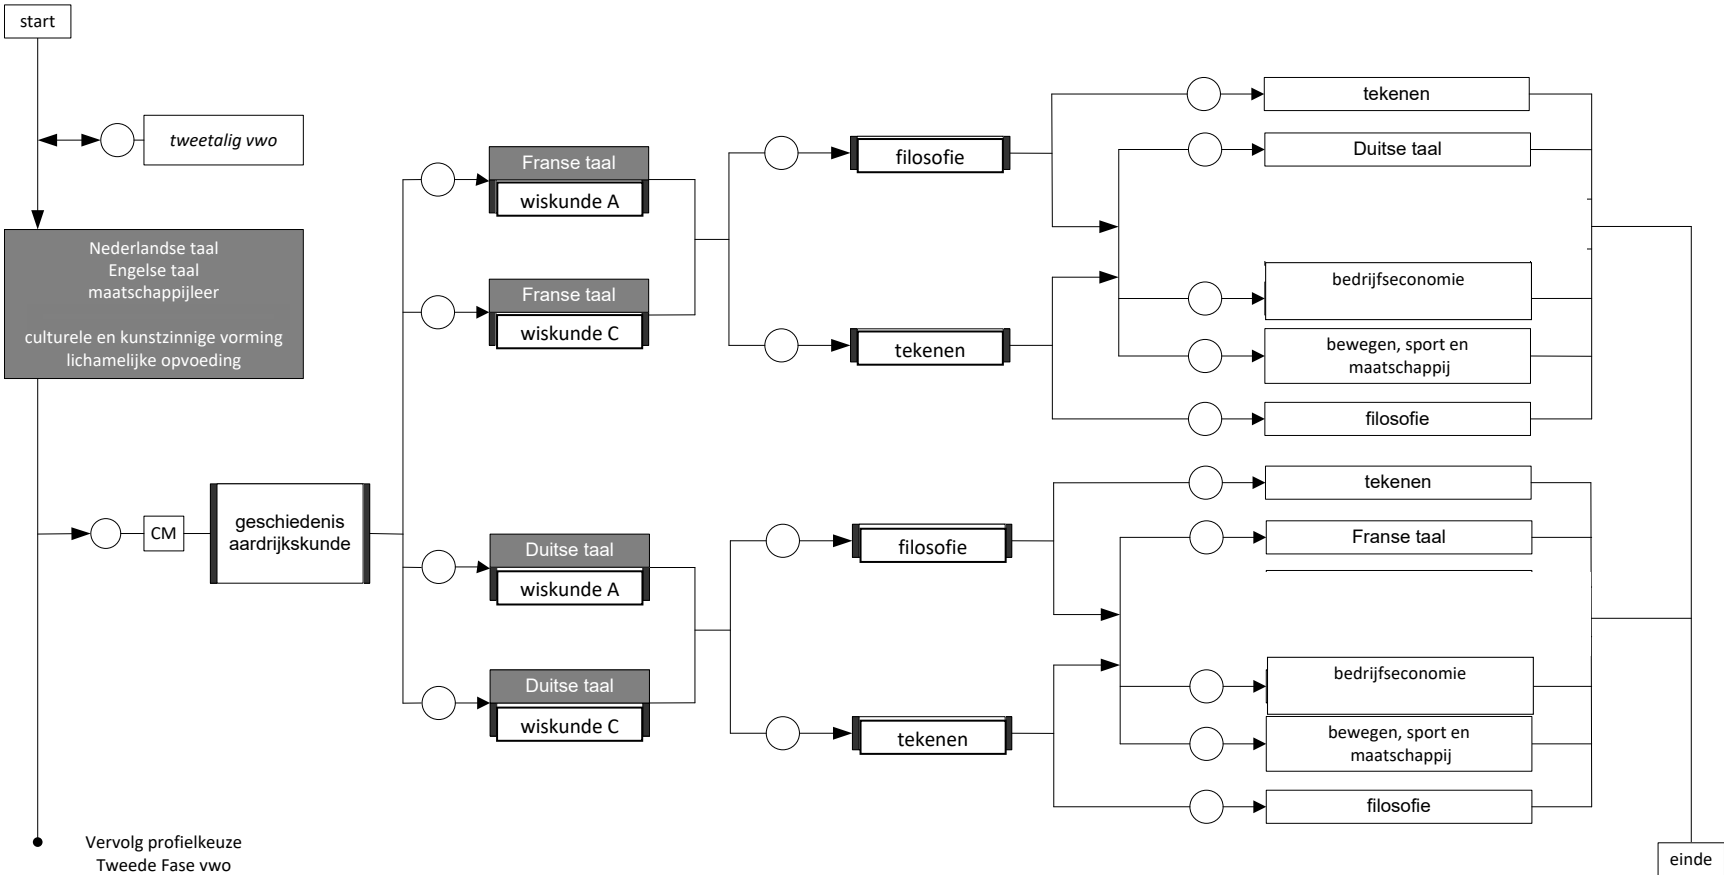 start
tweetalig vwo
Nederlandse taal
Engelse taal
maatschappijleer
culturele en kunstzinnige vorming
lichamelijke opvoeding
CM
geschiedenis
aardrijkskunde
Franse taal
wiskunde A
Franse taal
wiskunde C
Duitse taal
wiskunde A
Duitse taal
wiskunde C
filosofie
tekenen
filosofie
tekenen
tekenen
Duitse taal
bedrijfseconomie
bewegen, sport en
maatschappij
filosofie
tekenen
Franse taal
bedrijfseconomie
bewegen, sport en
maatschappij
filosofie
Vervolg profielkeuze
Tweede Fase vwo
einde